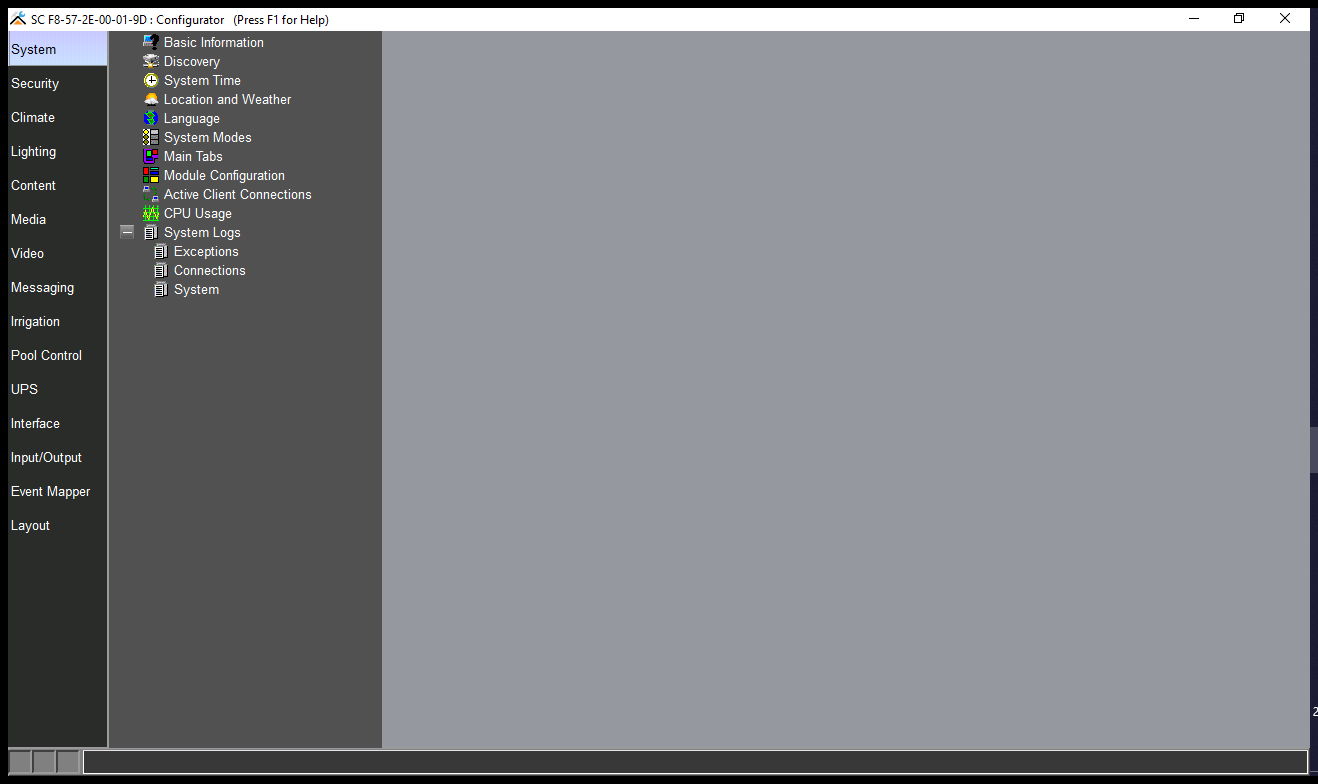 SC F8-57-2E-00-01-9D : Configurator (Press F1 for Help)
System
Security
Climate
Lighting
Content
Media
Video
Messaging
Irrigation
Pool Control
UPS
Interface
Input/Output
Event Mapper
Layout
Basic Information
Discovery
System Time
Location and Weather
Language
System Modes
Main Tabs
Module Configuration
Active Client Connections
CPU Usage
System Logs
Exceptions
Connections
System
2